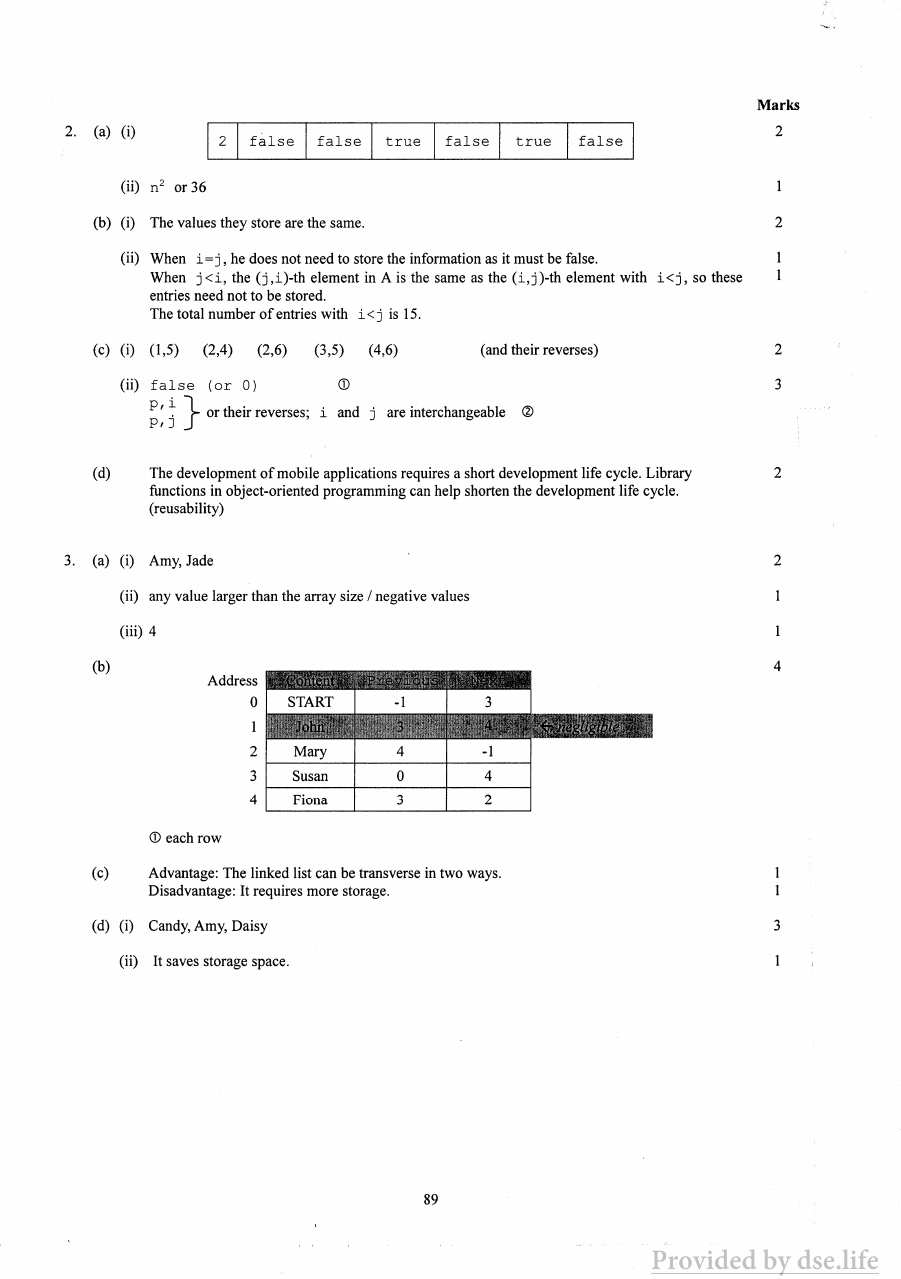 Marks
2. (a) (i) 2 false false true false true false 2
(ii) n² or 36 1
(b) (i) The values they store are the same. 2
(ii) When i=j, he does not need to store the information as it must be false. 1
When j<i, the (j,i)-th element in A is the same as the (i,j)-th element with i<j, so these 1
entries need not to be stored.
The total number of entries with i<j is 15.
(c) (i) (1,5) (2,4) (2,6) (3,5) (4,6) (and their reverses) 2
(ii) false (or 0) ① 3
p,i
p,j } or their reverses; i and j are interchangeable ②
(d) The development of mobile applications requires a short development life cycle. Library 2
functions in object-oriented programming can help shorten the development life cycle.
(reusability)
3. (a) (i) Amy, Jade 2
(ii) any value larger than the array size / negative values 1
(iii) 4 1
(b) 4
Address Content Previous
0 START -1 3
1 John 3 4 ← negligible
2 Mary 4 -1
3 Susan 0 4
4 Fiona 3 2
① each row
(c) Advantage: The linked list can be transverse in two ways. 1
Disadvantage: It requires more storage. 1
(d) (i) Candy, Amy, Daisy 3
(ii) It saves storage space. 1
89
Provided by dse.life